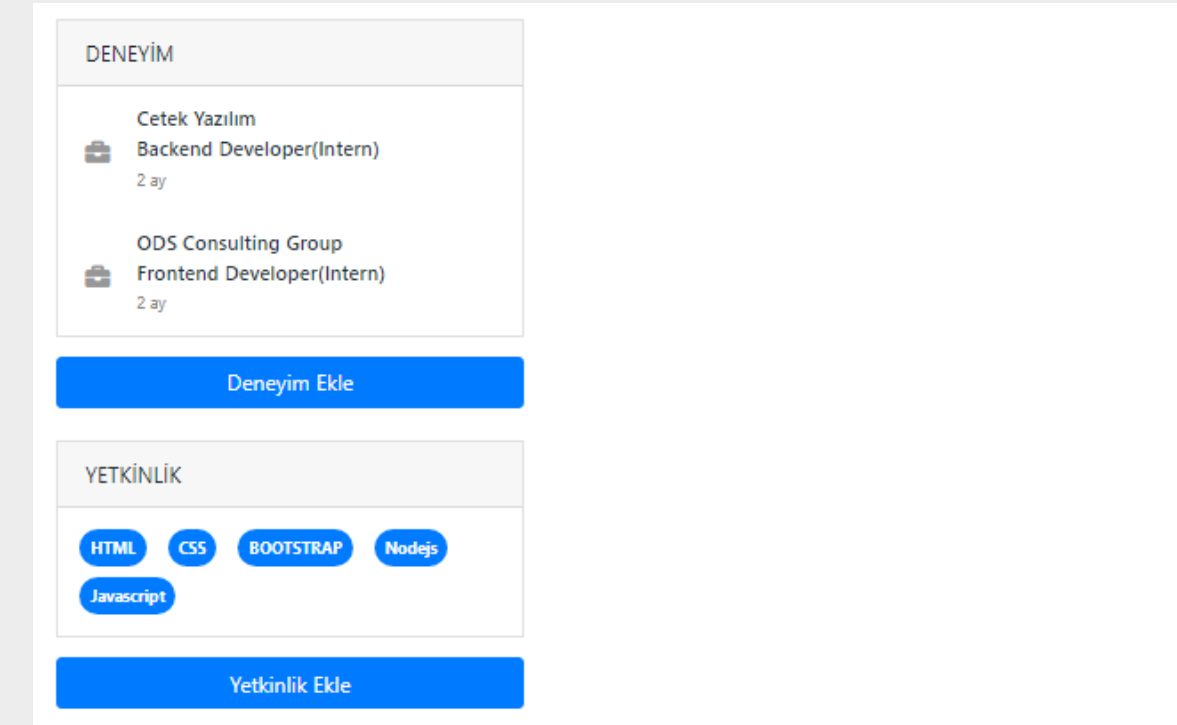 DENEYİM
Cetek Yazılım
Backend Developer(Intern)
2 ay
ODS Consulting Group
Frontend Developer(Intern)
2 ay
Deneyim Ekle
YETKİNLİK
HTML CSS BOOTSTRAP Nodejs
Javascript
Yetkinlik Ekle